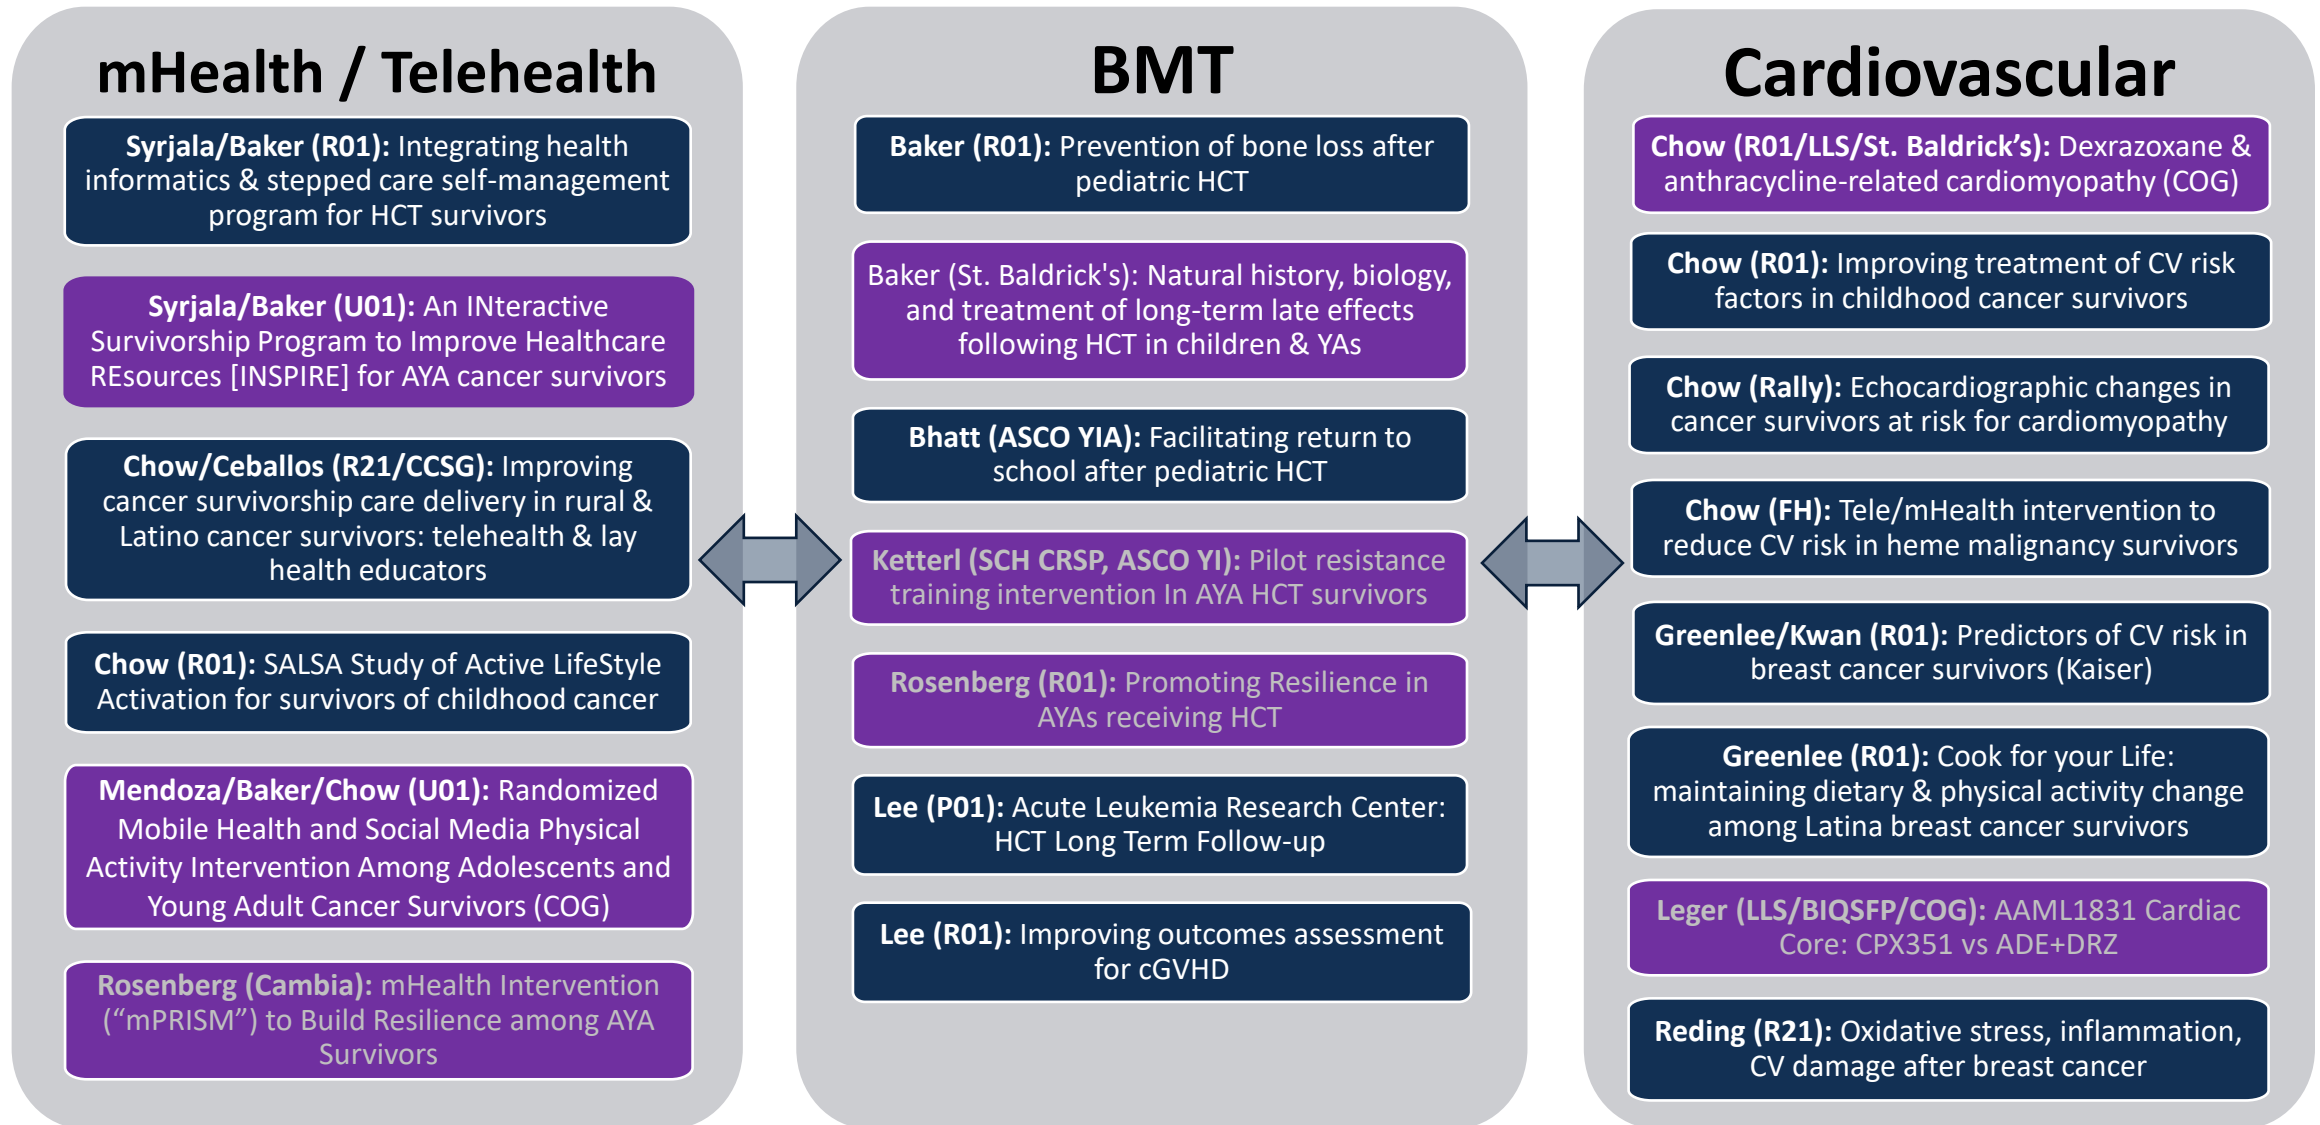 mHealth / Telehealth
Syrjala/Baker (R01): Integrating health
informatics & stepped care self-management
program for HCT survivors
Syrjala/Baker (U01): An INteractive
Survivorship Program to Improve Healthcare
REsources [INSPIRE] for AYA cancer survivors
Chow/Ceballos (R21/CCSG): Improving
cancer survivorship care delivery in rural &
Latino cancer survivors: telehealth & lay
health educators
Chow (R01): SALSA Study of Active LifeStyle
Activation for survivors of childhood cancer
Mendoza/Baker/Chow (U01): Randomized
Mobile Health and Social Media Physical
Activity Intervention Among Adolescents and
Young Adult Cancer Survivors (COG)
Rosenberg (Cambia): mHealth Intervention
(“mPRISM”) to Build Resilience among AYA
Survivors
BMT
Baker (R01): Prevention of bone loss after
pediatric HCT
Baker (St. Baldrick's): Natural history, biology,
and treatment of long-term late effects
following HCT in children & YAs
Bhatt (ASCO YIA): Facilitating return to
school after pediatric HCT
Ketterl (SCH CRSP, ASCO YI): Pilot resistance
training intervention In AYA HCT survivors
Rosenberg (R01): Promoting Resilience in
AYAs receiving HCT
Lee (P01): Acute Leukemia Research Center:
HCT Long Term Follow-up
Lee (R01): Improving outcomes assessment
for cGVHD
Cardiovascular
Chow (R01/LLS/St. Baldrick’s): Dexrazoxane &
anthracycline-related cardiomyopathy (COG)
Chow (R01): Improving treatment of CV risk
factors in childhood cancer survivors
Chow (Rally): Echocardiographic changes in
cancer survivors at risk for cardiomyopathy
Chow (FH): Tele/mHealth intervention to
reduce CV risk in heme malignancy survivors
Greenlee/Kwan (R01): Predictors of CV risk in
breast cancer survivors (Kaiser)
Greenlee (R01): Cook for your Life:
maintaining dietary & physical activity change
among Latina breast cancer survivors
Leger (LLS/BIQSFP/COG): AAML1831 Cardiac
Core: CPX351 vs ADE+DRZ
Reding (R21): Oxidative stress, inflammation,
CV damage after breast cancer